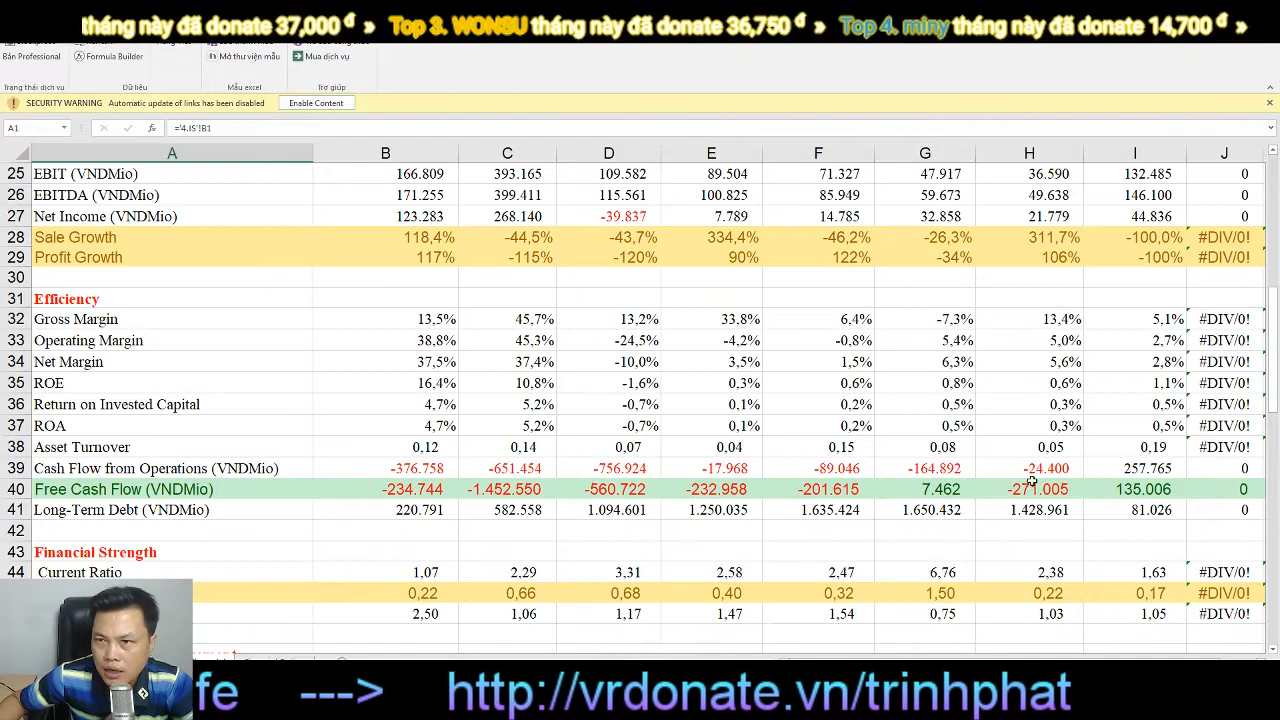 tháng này đã donate 37,000 đ » Top 3. WONSU tháng này đã donate 36,750 đ » Top 4. miny tháng này đã donate 14,700 đ »
Bản Professional Formula Builder Mở thư viện mẫu Mua dịch vụ
Trạng thái dịch vụ Dữ liệu Mẫu excel Trợ giúp
SECURITY WARNING Automatic update of links has been disabled Enable Content
A1 fx ='4.IS'!B1
A B C D E F G H I J
25 EBIT (VNDMio) 166.809 393.165 109.582 89.504 71.327 47.917 36.590 132.485 0
26 EBITDA (VNDMio) 171.255 399.411 115.561 100.825 85.949 59.673 49.638 146.100 0
27 Net Income (VNDMio) 123.283 268.140 -39.837 7.789 14.785 32.858 21.779 44.836 0
28 Sale Growth 118,4% -44,5% -43,7% 334,4% -46,2% -26,3% 311,7% -100,0% #DIV/0!
29 Profit Growth 117% -115% -120% 90% 122% -34% 106% -100% #DIV/0!
30
31 Efficiency
32 Gross Margin 13,5% 45,7% 13,2% 33,8% 6,4% -7,3% 13,4% 5,1% #DIV/0!
33 Operating Margin 38,8% 45,3% -24,5% -4,2% -0,8% 5,4% 5,0% 2,7% #DIV/0!
34 Net Margin 37,5% 37,4% -10,0% 3,5% 1,5% 6,3% 5,6% 2,8% #DIV/0!
35 ROE 16,4% 10,8% -1,6% 0,3% 0,6% 0,8% 0,6% 1,1% #DIV/0!
36 Return on Invested Capital 4,7% 5,2% -0,7% 0,1% 0,2% 0,5% 0,3% 0,5% #DIV/0!
37 ROA 4,7% 5,2% -0,7% 0,1% 0,2% 0,5% 0,3% 0,5% #DIV/0!
38 Asset Turnover 0,12 0,14 0,07 0,04 0,15 0,08 0,05 0,19 #DIV/0!
39 Cash Flow from Operations (VNDMio) -376.758 -651.454 -756.924 -17.968 -89.046 -164.892 -24.400 257.765 0
40 Free Cash Flow (VNDMio) -234.744 -1.452.550 -560.722 -232.958 -201.615 7.462 -271.005 135.006 0
41 Long-Term Debt (VNDMio) 220.791 582.558 1.094.601 1.250.035 1.635.424 1.650.432 1.428.961 81.026 0
42
43 Financial Strength
44 Current Ratio 1,07 2,29 3,31 2,58 2,47 6,76 2,38 1,63 #DIV/0!
0,22 0,66 0,68 0,40 0,32 1,50 0,22 0,17 #DIV/0!
2,50 1,06 1,17 1,47 1,54 0,75 1,03 1,05 #DIV/0!
fe ---> http://vrdonate.vn/trinhphat